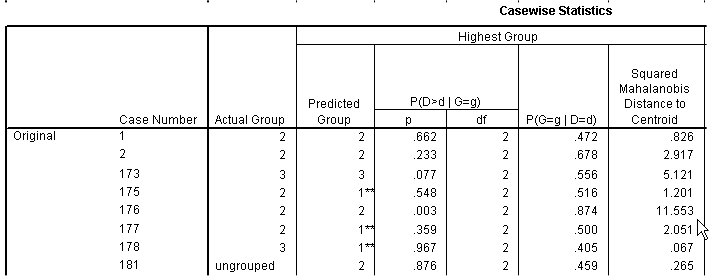 Casewise Statistics
Highest Group
P(D>d | G=g)
Case Number Actual Group Predicted Group p df P(G=g | D=d) Squared Mahalanobis Distance to Centroid
Original 1 2 2 .662 2 .472 .826
2 2 2 .233 2 .678 2.917
173 3 3 .077 2 .556 5.121
175 2 1** .548 2 .516 1.201
176 2 2 .003 2 .874 11.553
177 2 1** .359 2 .500 2.051
178 3 1** .967 2 .405 .067
181 ungrouped 2 .876 2 .459 .265